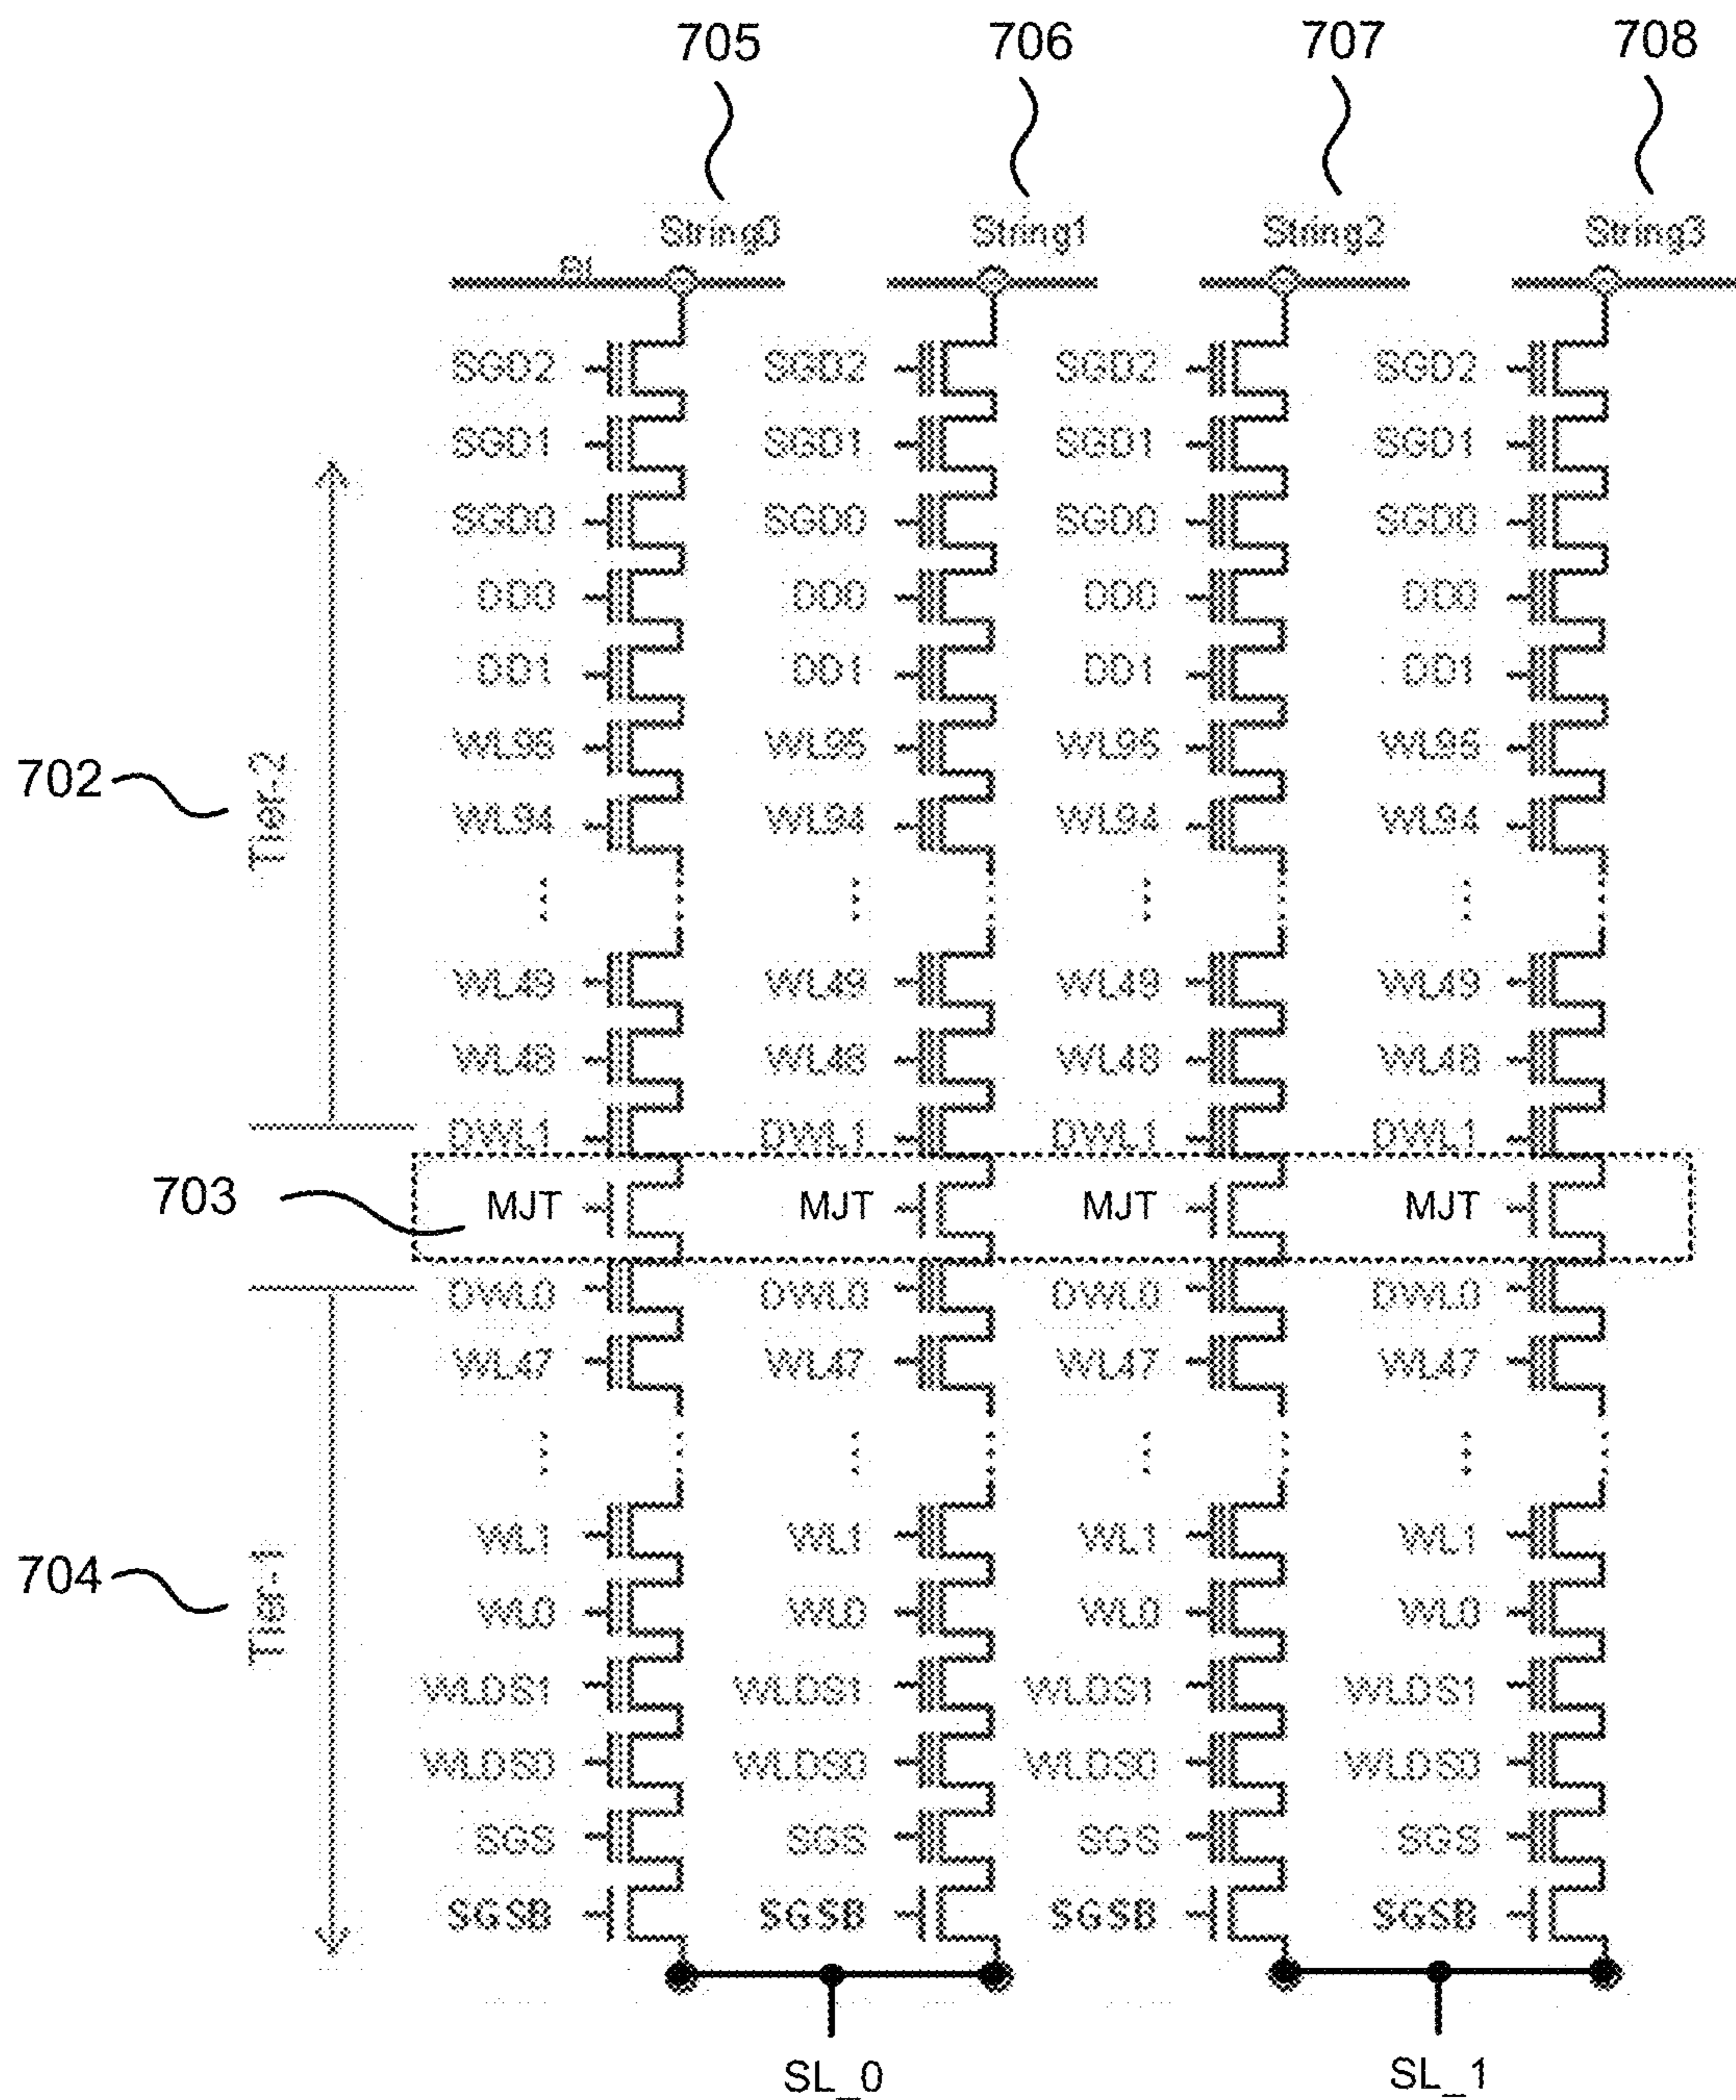 705 706 707 708
String0 String1 String2 String3
SGD2 SGD2 SGD2 SGD2
SGD1 SGD1 SGD1 SGD1
SGD0 SGD0 SGD0 SGD0
DD0 DD0 DD0 DD0
DD1 DD1 DD1 DD1
WL95 WL95 WL95 WL95
702 Tier-2
WL94 WL94 WL94 WL94
⋮ ⋮ ⋮ ⋮
WL49 WL49 WL49 WL49
WL48 WL48 WL48 WL48
DWL1 DWL1 DWL1 DWL1
703 MJT MJT MJT MJT
DWL0 DWL0 DWL0 DWL0
WL47 WL47 WL47 WL47
⋮ ⋮ ⋮ ⋮
WL1 WL1 WL1 WL1
704 Tier-1
WL0 WL0 WL0 WL0
WLDS1 WLDS1 WLDS1 WLDS1
WLDS0 WLDS0 WLDS0 WLDS0
SGS SGS SGS SGS
SGSB SGSB SGSB SGSB
SL_0 SL_1